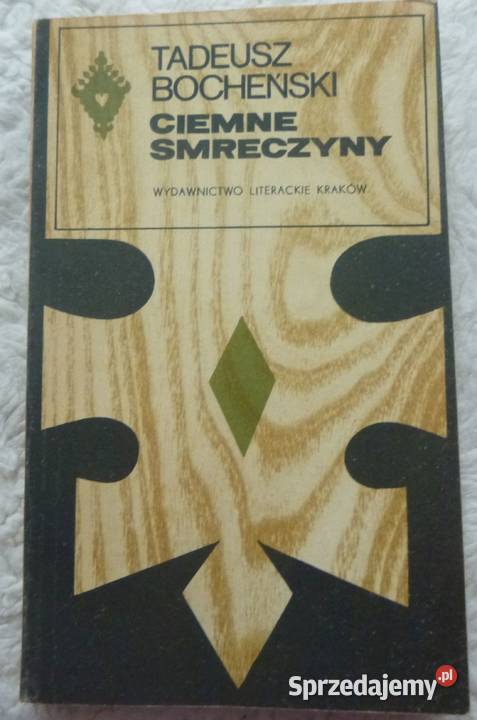 TADEUSZ
BOCHEŃSKI
CIEMNE
SMRECZYNY
WYDAWNICTWO LITERACKIE KRAKÓW
Sprzedajemy.pl